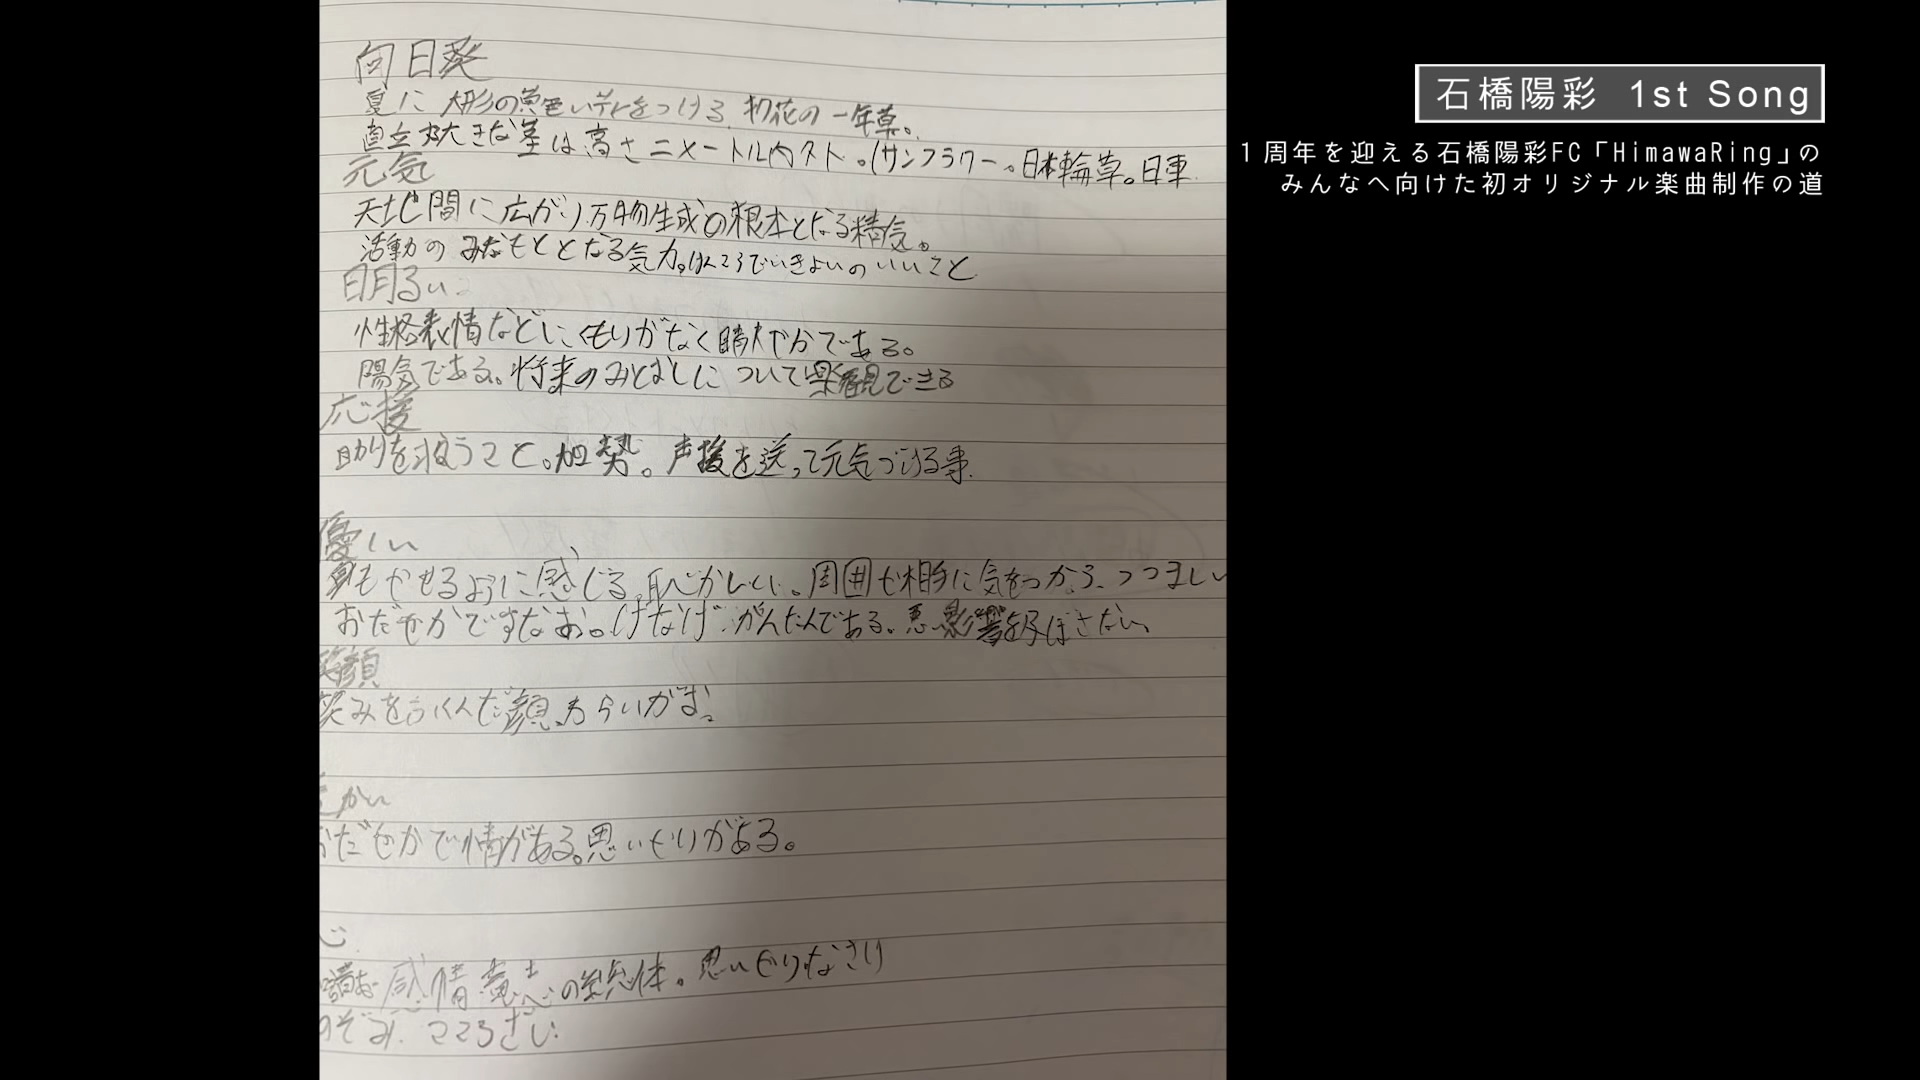 向日葵
夏に 大形の黄色い花をつける 切花の一年草。
直立 大きな茎は高さ二メートル内外 。(サンフラワー。日本輪草。日車
元気
天地間に広がり、万物生成の根本となる精気。
活動の みなもととなる気力。はんころでいきよいの いいこと
明るい
性格表情などに、くもりがなく晴れやかである。
陽気である。将来のみとおしについて楽観できる
応援
助りを救うこと。加勢。声援を送って元気づける事.
優しい
身もやせるように感じる。恥ずかしい。周囲や相手に気をつかう、つつましい
おだやかですなお。けなげ、がんたんである。悪影響を及ぼさない。
笑顔
笑みをふくんだ顔、わらいがお。
かい
だやかで情がある。思いやりがある。
心
感情 意志の総体。思いやり、なさけ
のぞみ、こころざし
石橋陽彩 1st Song
1周年を迎える石橋陽彩FC「HimawaRing」の
みんなへ向けた初オリジナル楽曲制作の道